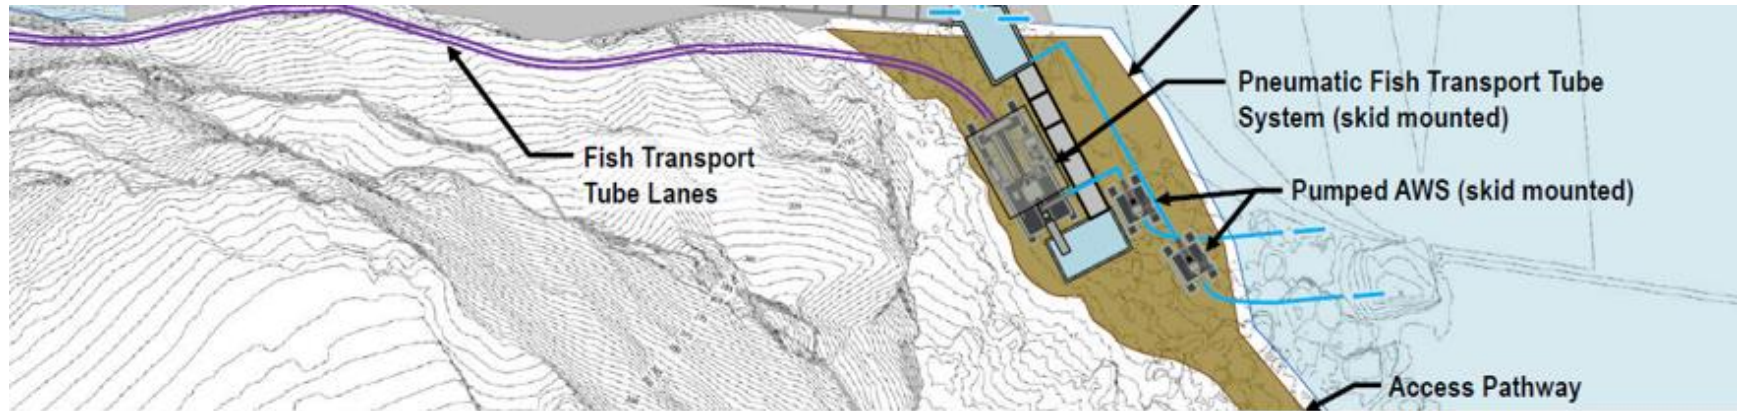 Pneumatic Fish Transport Tube
System (skid mounted)
Fish Transport
Tube Lanes
Pumped AWS (skid mounted)
Access Pathway